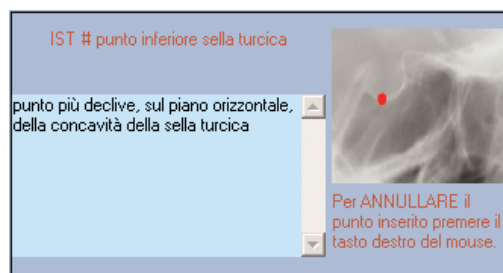 IST # punto inferiore sella turcica
punto più declive, sul piano orizzontale,
della concavità della sella turcica
Per ANNULLARE il
punto inserito premere il
tasto destro del mouse.